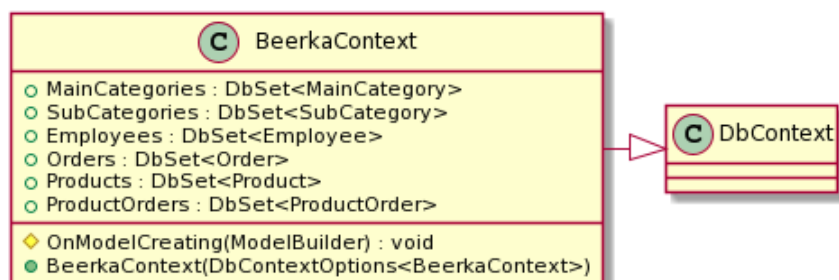 C BeerkaContext
MainCategories : DbSet<MainCategory>
SubCategories : DbSet<SubCategory>
Employees : DbSet<Employee>
Orders : DbSet<Order>
Products : DbSet<Product>
ProductOrders : DbSet<ProductOrder>
OnModelCreating(ModelBuilder) : void
BeerkaContext(DbContextOptions<BeerkaContext>)
C DbContext